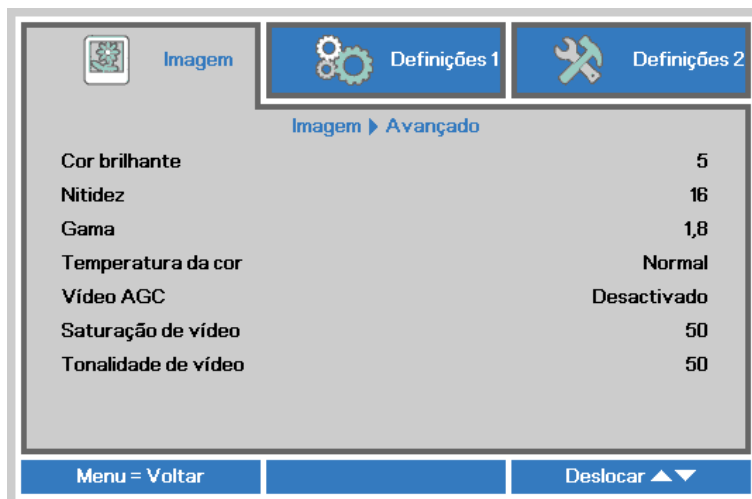 Imagem Definições 1 Definições 2
Imagem ▶ Avançado
Cor brilhante 5
Nitidez 16
Gama 1,8
Temperatura da cor Normal
Vídeo AGC Desactivado
Saturação de vídeo 50
Tonalidade de vídeo 50
Menu = Voltar Deslocar ▲▼